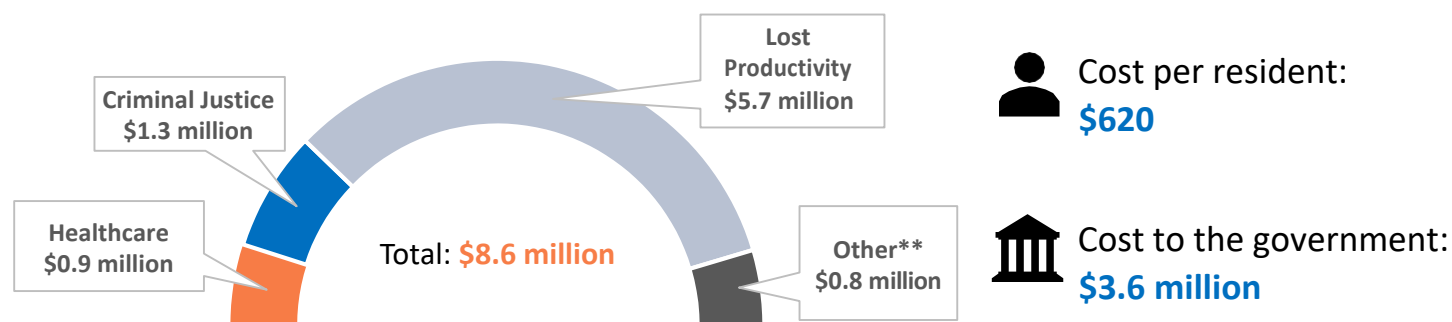 Lost
Productivity
$5.7 million
Criminal Justice
$1.3 million
Healthcare
$0.9 million
Total: $8.6 million
Other**
$0.8 million
Cost per resident:
$620
Cost to the government:
$3.6 million